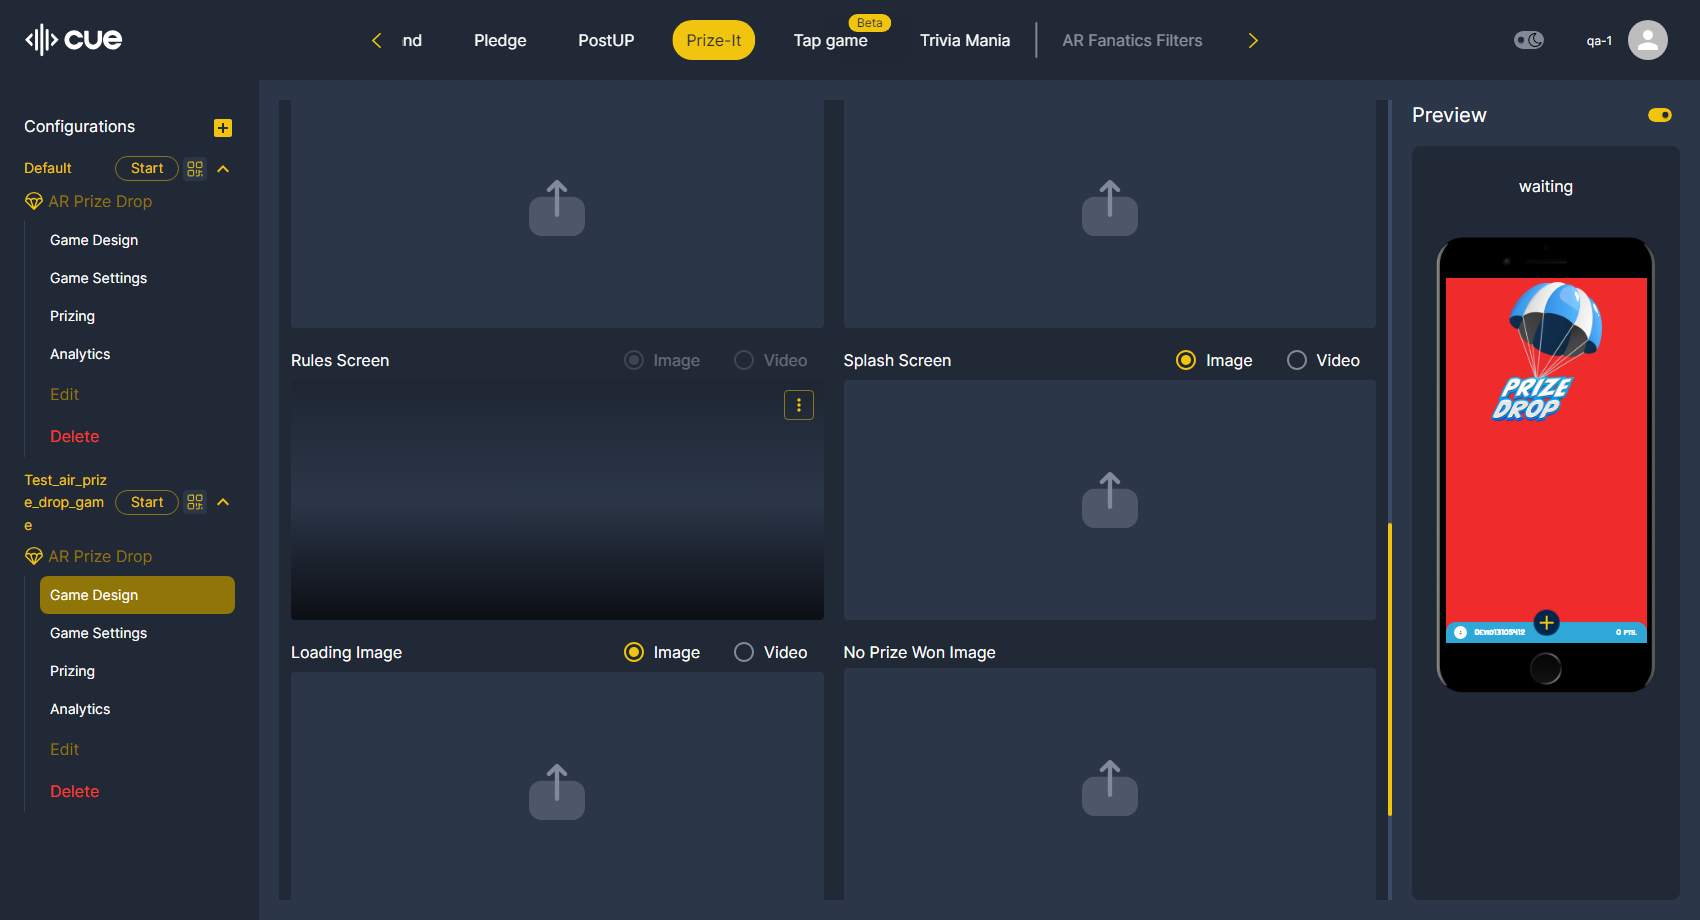 cue
nd
Pledge
PostUP
Prize-It
Beta
Tap game
Trivia Mania
AR Fanatics Filters
qa-1
Configurations
Default
Start
AR Prize Drop
Game Design
Game Settings
Prizing
Analytics
Edit
Delete
Test_air_priz
e_drop_gam
e
Start
AR Prize Drop
Game Design
Game Settings
Prizing
Analytics
Edit
Delete
Rules Screen
Image
Video
Splash Screen
Image
Video
Loading Image
Image
Video
No Prize Won Image
Preview
waiting
PRIZE
DROP
0 PTS.